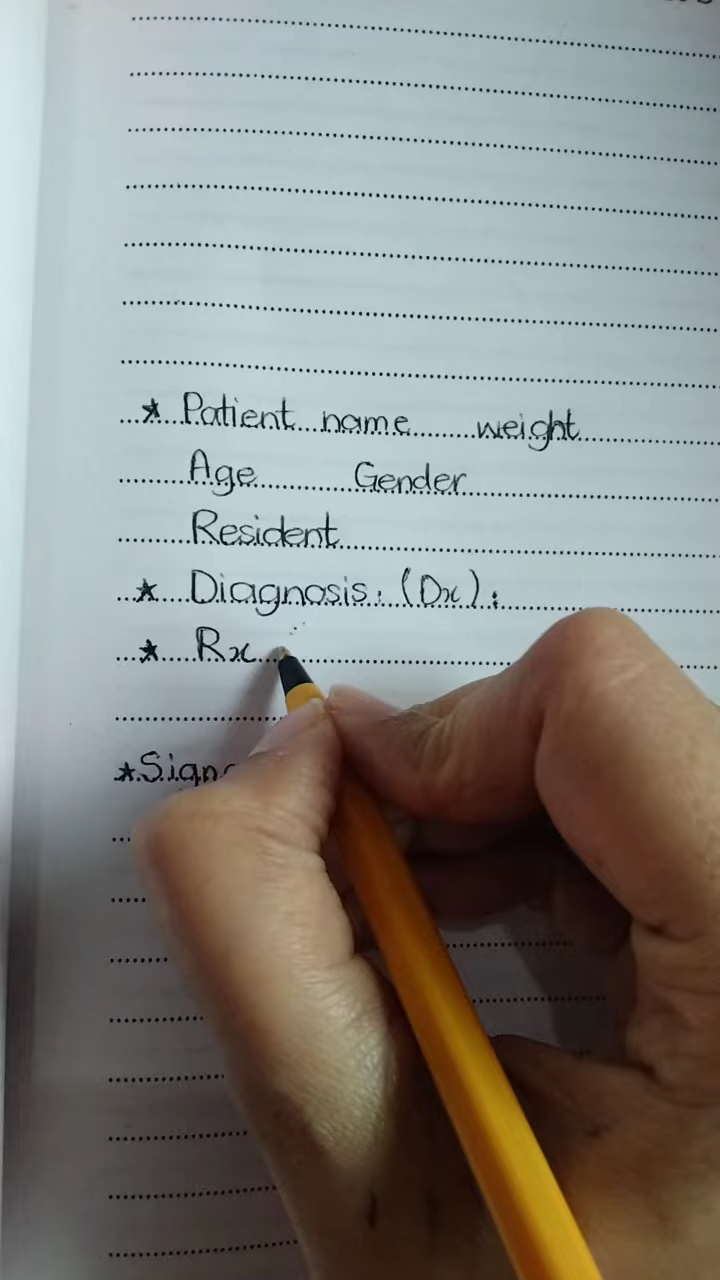 ★ Patient name weight
Age Gender
Resident
★ Diagnosis: (Dx):
★ Rx